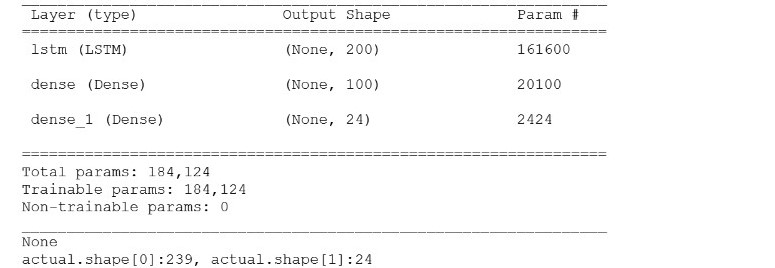 Layer (type) Output Shape Param #
lstm (LSTM) (None, 200) 161600
dense (Dense) (None, 100) 20100
dense_1 (Dense) (None, 24) 2424
Total params: 184,124
Trainable params: 184,124
Non-trainable params: 0
None
actual.shape[0]:239, actual.shape[1]:24